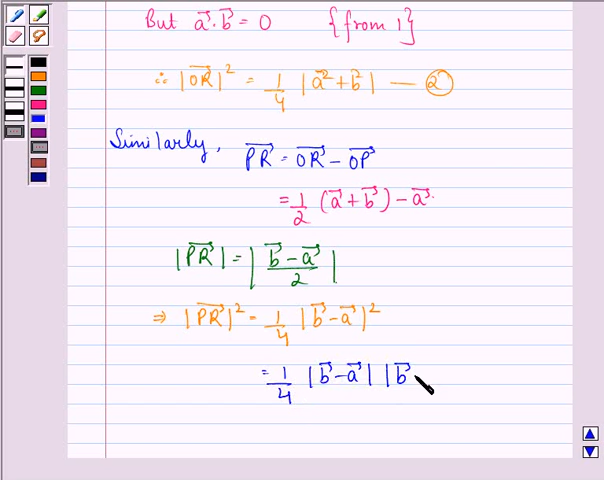 But a⃗.b⃗ = 0 {from 1}
∴ |OR⃗|² = 1/4 |a⃗² + b⃗²| — ②
Similarly, PR⃗ = OR⃗ − OP⃗
= 1/2 (a⃗ + b⃗) − a⃗.
|PR⃗| = |(b⃗ − a⃗)/2|
⇒ |PR⃗|² = 1/4 |b⃗ − a⃗|²
= 1/4 |b⃗ − a⃗| |b⃗